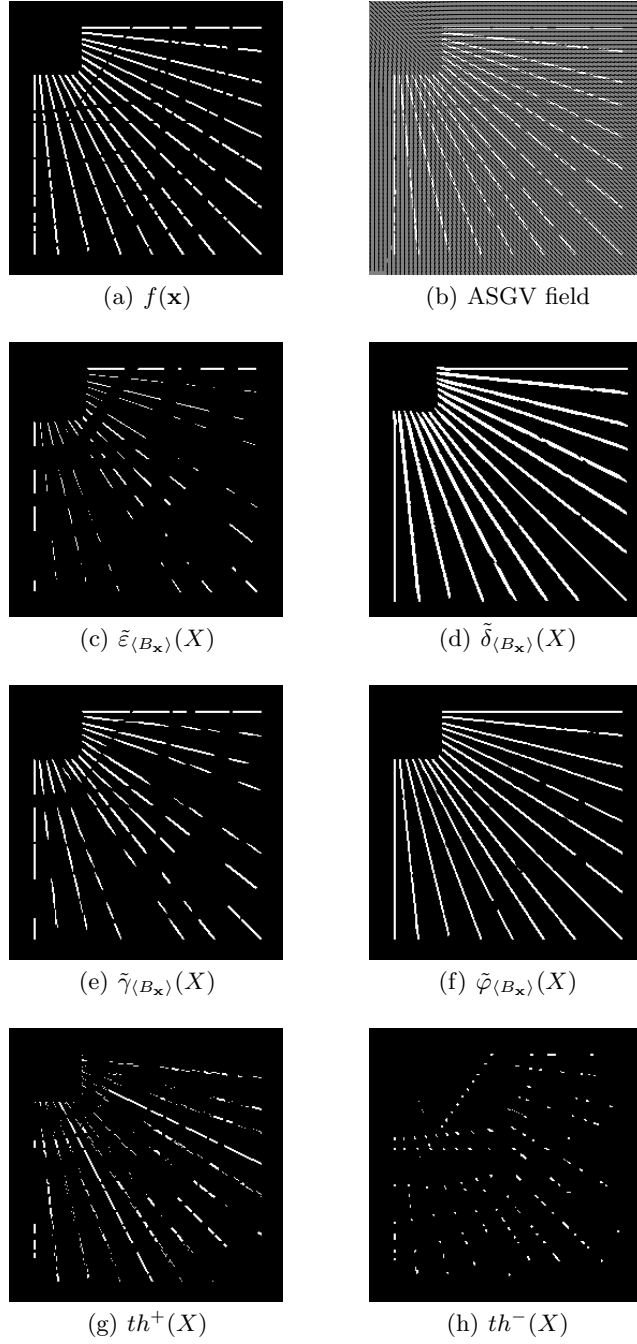 (a) f(𝐱)
(b) ASGV field
(c) ε̃⟨B𝐱⟩(X)
(d) δ̃⟨B𝐱⟩(X)
(e) γ̃⟨B𝐱⟩(X)
(f) φ̃⟨B𝐱⟩(X)
(g) th⁺(X)
(h) th⁻(X)